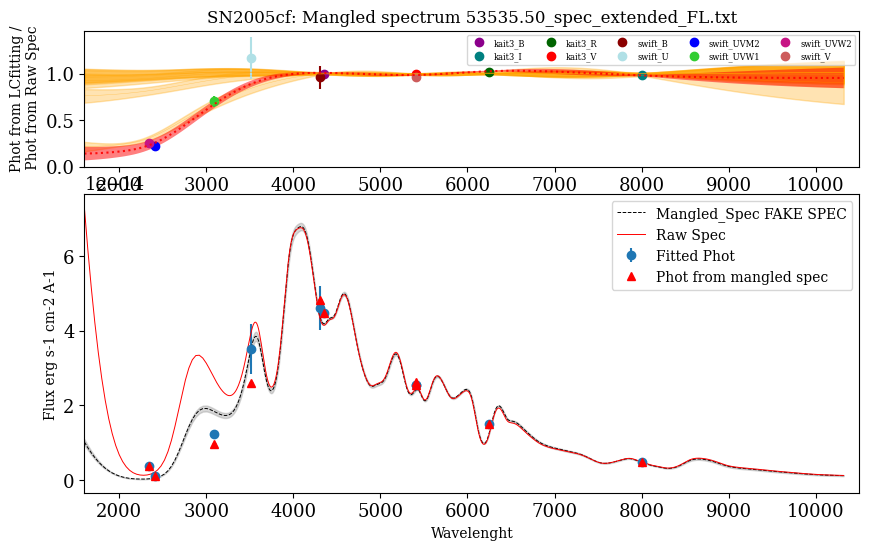 SN2005cf: Mangled spectrum 53535.50_spec_extended_FL.txt
Phot from LCfitting /
Phot from Raw Spec
1.0
0.5
0.0
kait3_B kait3_R swift_B swift_UVM2 swift_UVW2
kait3_I kait3_V swift_U swift_UVW1 swift_V
2000 3000 4000 5000 6000 7000 8000 9000 10000
1e−14
Flux erg s-1 cm-2 A-1
6
4
2
0
Mangled_Spec FAKE SPEC
Raw Spec
Fitted Phot
Phot from mangled spec
2000 3000 4000 5000 6000 7000 8000 9000 10000
Wavelenght